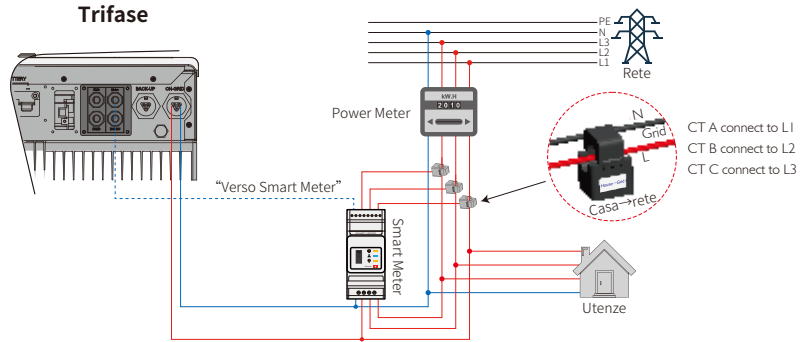 Trifase
PE
N
L3
L2
L1
Rete
BACK-UP
ON-GRID
kW.H
2010
Power Meter
N
Grid
L
Casa→rete
CT A connect to L1
CT B connect to L2
CT C connect to L3
"Verso Smart Meter"
Smart Meter
Utenze